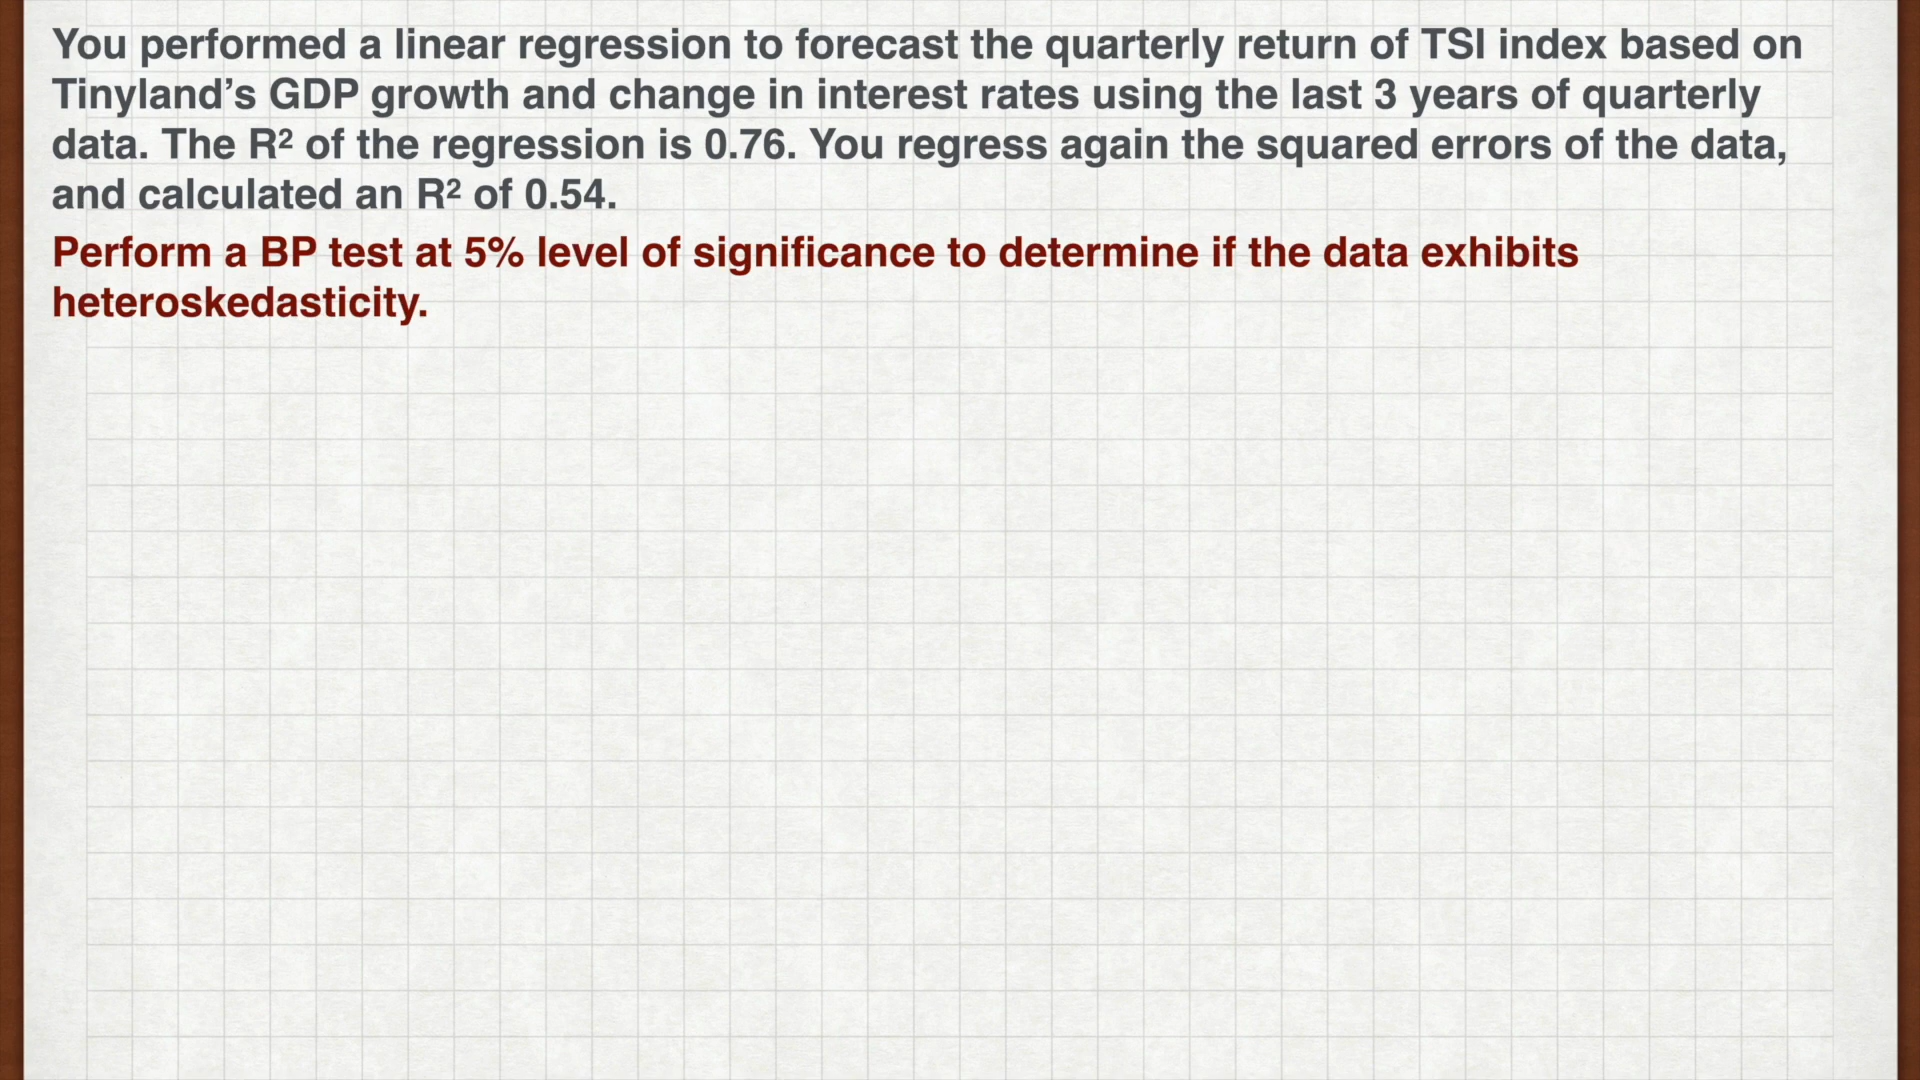 You performed a linear regression to forecast the quarterly return of TSI index based on
Tinyland’s GDP growth and change in interest rates using the last 3 years of quarterly
data. The R² of the regression is 0.76. You regress again the squared errors of the data,
and calculated an R² of 0.54.
Perform a BP test at 5% level of significance to determine if the data exhibits
heteroskedasticity.